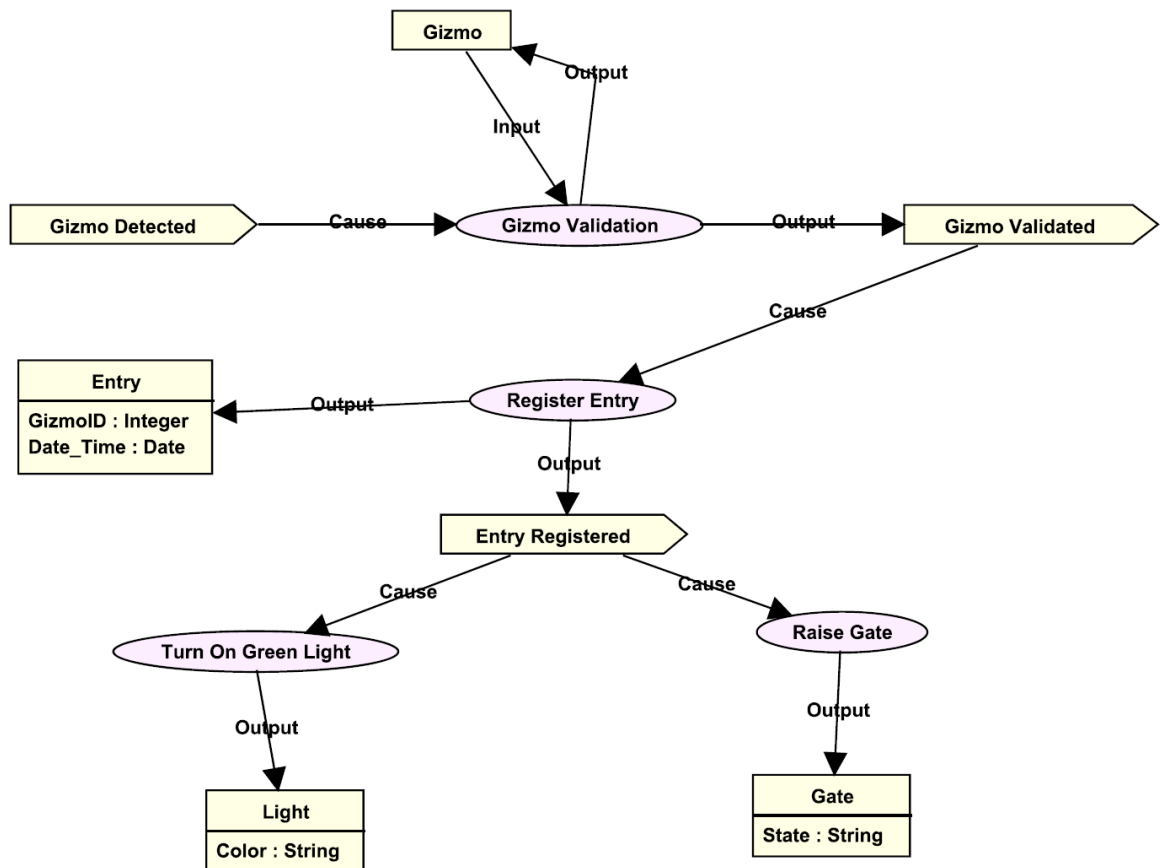 Gizmo
Output
Input
Gizmo Detected
Cause
Gizmo Validation
Output
Gizmo Validated
Cause
Entry
GizmoID : Integer
Date_Time : Date
Output
Register Entry
Output
Entry Registered
Cause
Cause
Turn On Green Light
Raise Gate
Output
Output
Light
Color : String
Gate
State : String